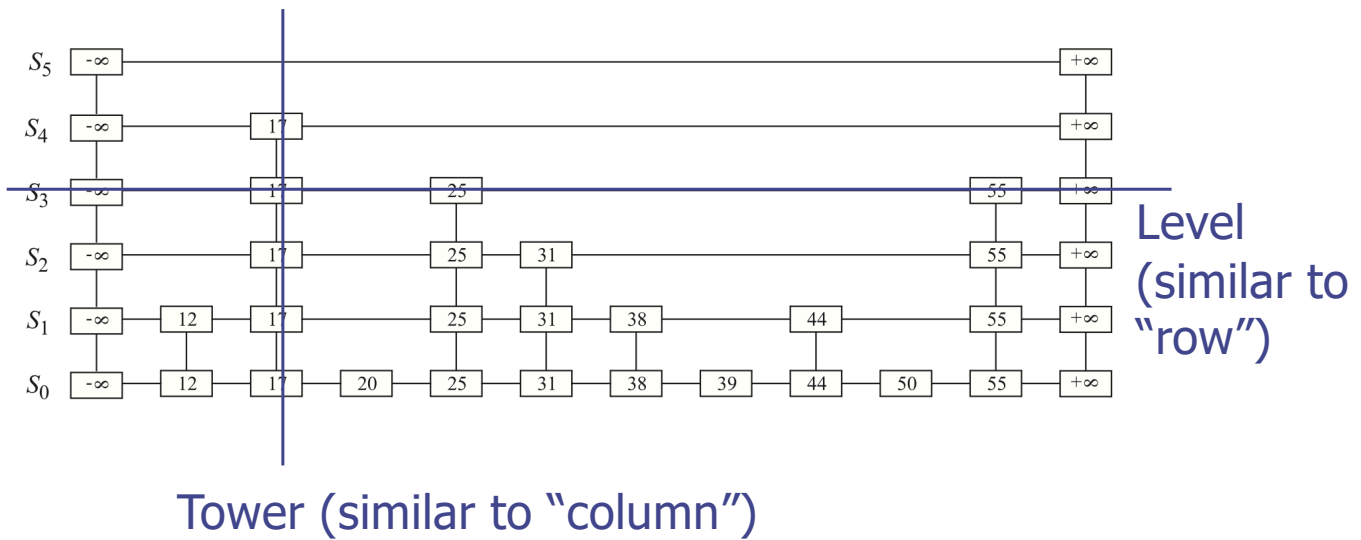 S5 -∞ +∞
S4 -∞ 17 +∞
S3 -∞ 17 25 55 +∞
S2 -∞ 17 25 31 55 +∞
S1 -∞ 12 17 25 31 38 44 55 +∞
S0 -∞ 12 17 20 25 31 38 39 44 50 55 +∞
Level
(similar to
“row”)
Tower (similar to “column”)